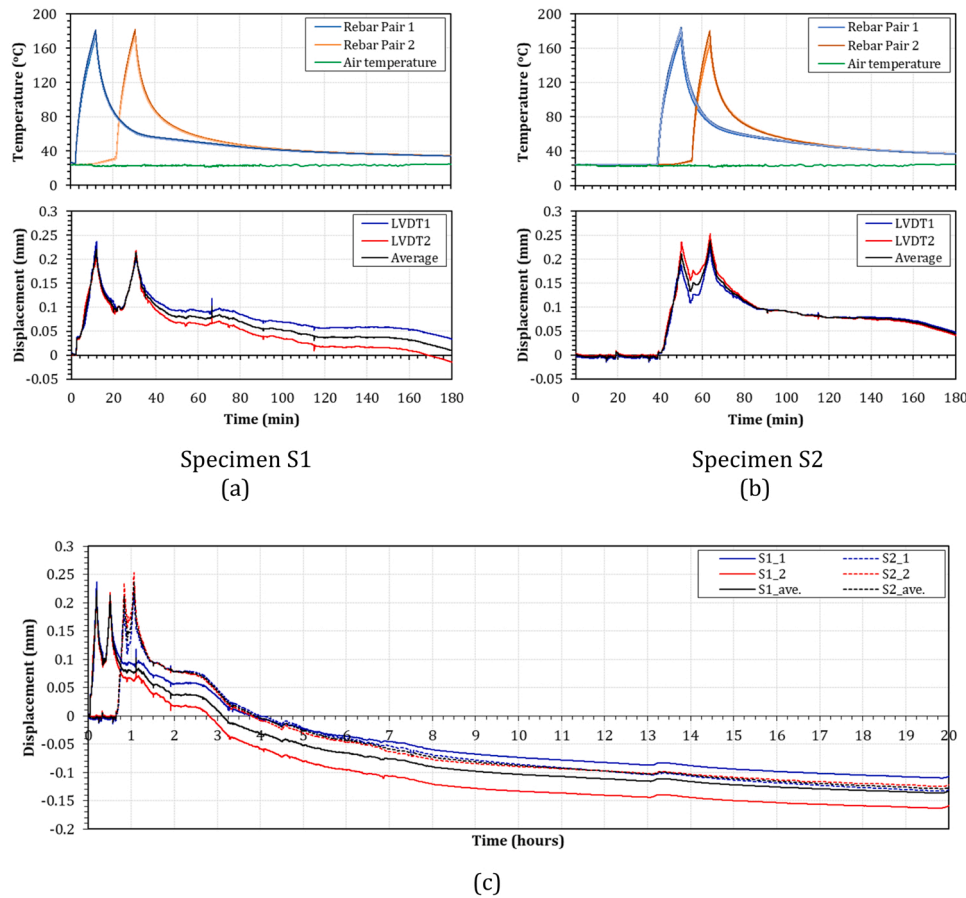 Temperature (ºC)
200
160
120
80
40
0
Rebar Pair 1
Rebar Pair 2
Air temperature
Displacement (mm)
0.3
0.25
0.2
0.15
0.1
0.05
0
-0.05
LVDT1
LVDT2
Average
0 20 40 60 80 100 120 140 160 180
Time (min)
Specimen S1
(a)
Temperature (ºC)
200
160
120
80
40
0
Rebar Pair 1
Rebar Pair 2
Air temperature
Displacement (mm)
0.3
0.25
0.2
0.15
0.1
0.05
0
-0.05
LVDT1
LVDT2
Average
0 20 40 60 80 100 120 140 160 180
Time (min)
Specimen S2
(b)
Displacement (mm)
0.3
0.25
0.2
0.15
0.1
0.05
0
-0.05
-0.1
-0.15
-0.2
S1_1 S2_1
S1_2 S2_2
S1_ave. S2_ave.
0 1 2 3 4 5 6 7 8 9 10 11 12 13 14 15 16 17 18 19 20
Time (hours)
(c)